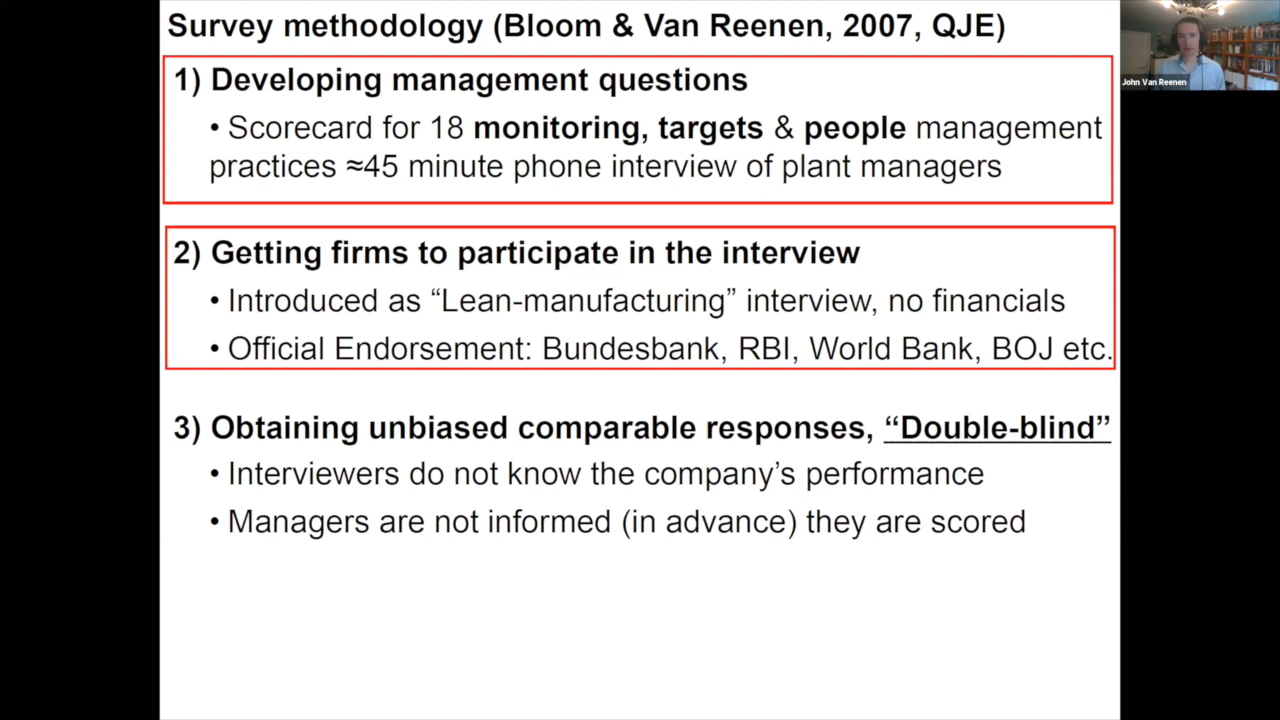 Survey methodology (Bloom & Van Reenen, 2007, QJE)
John Van Reenen
1) Developing management questions
• Scorecard for 18 monitoring, targets & people management
practices ≈45 minute phone interview of plant managers
2) Getting firms to participate in the interview
• Introduced as “Lean-manufacturing” interview, no financials
• Official Endorsement: Bundesbank, RBI, World Bank, BOJ etc.
3) Obtaining unbiased comparable responses, “Double-blind”
• Interviewers do not know the company’s performance
• Managers are not informed (in advance) they are scored